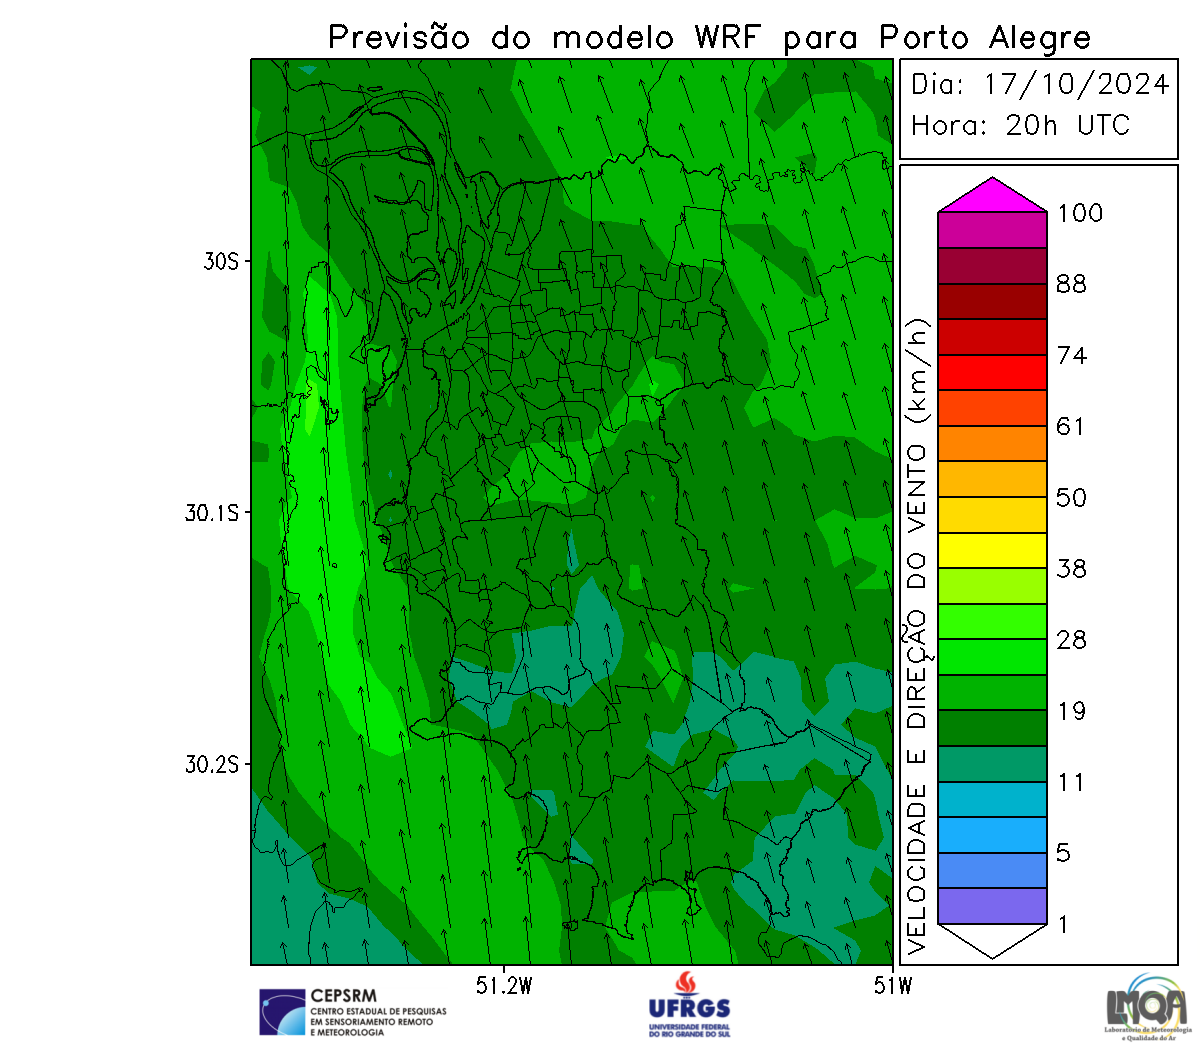 Previsão do modelo WRF para Porto Alegre
Dia: 17/10/2024
Hora: 20h UTC
100
88
74
61
50
38
28
19
11
5
1
VELOCIDADE E DIREÇÃO DO VENTO (km/h)
30S
30.1S
30.2S
51.2W
51W
CEPSRM
CENTRO ESTADUAL DE PESQUISAS
EM SENSORIAMENTO REMOTO
E METEOROLOGIA
UFRGS
UNIVERSIDADE FEDERAL
DO RIO GRANDE DO SUL
LMQA
Laboratório de Meteorologia
e Qualidade do Ar